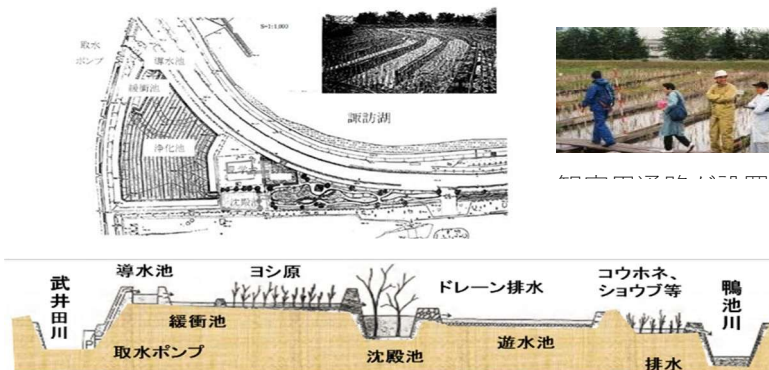 S=1:1,000
取水
ポンプ
導水池
緩衝池
浄化池
諏訪湖
沈殿池
武井田川
導水池
ヨシ原
緩衝池
取水ポンプ
P
沈殿池
ドレーン排水
遊水池
コウホネ、
ショウブ等
排水
鴨池川